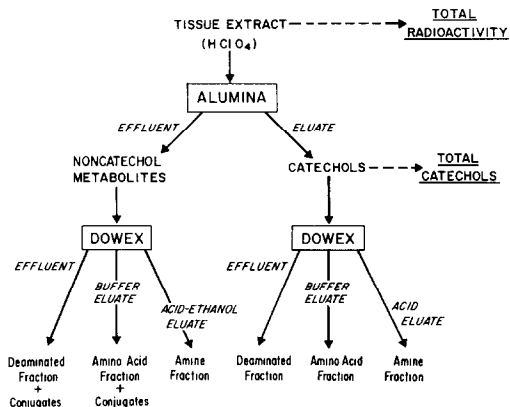 TISSUE EXTRACT
(HClO4)
TOTAL
RADIOACTIVITY
ALUMINA
EFFLUENT
ELUATE
NONCATECHOL
METABOLITES
CATECHOLS
TOTAL
CATECHOLS
DOWEX
DOWEX
EFFLUENT
BUFFER
ELUATE
ACID-ETHANOL
ELUATE
EFFLUENT
BUFFER
ELUATE
ACID
ELUATE
Deaminated
Fraction
+
Conjugates
Amino Acid
Fraction
+
Conjugates
Amine
Fraction
Deaminated
Fraction
Amino Acid
Fraction
Amine
Fraction